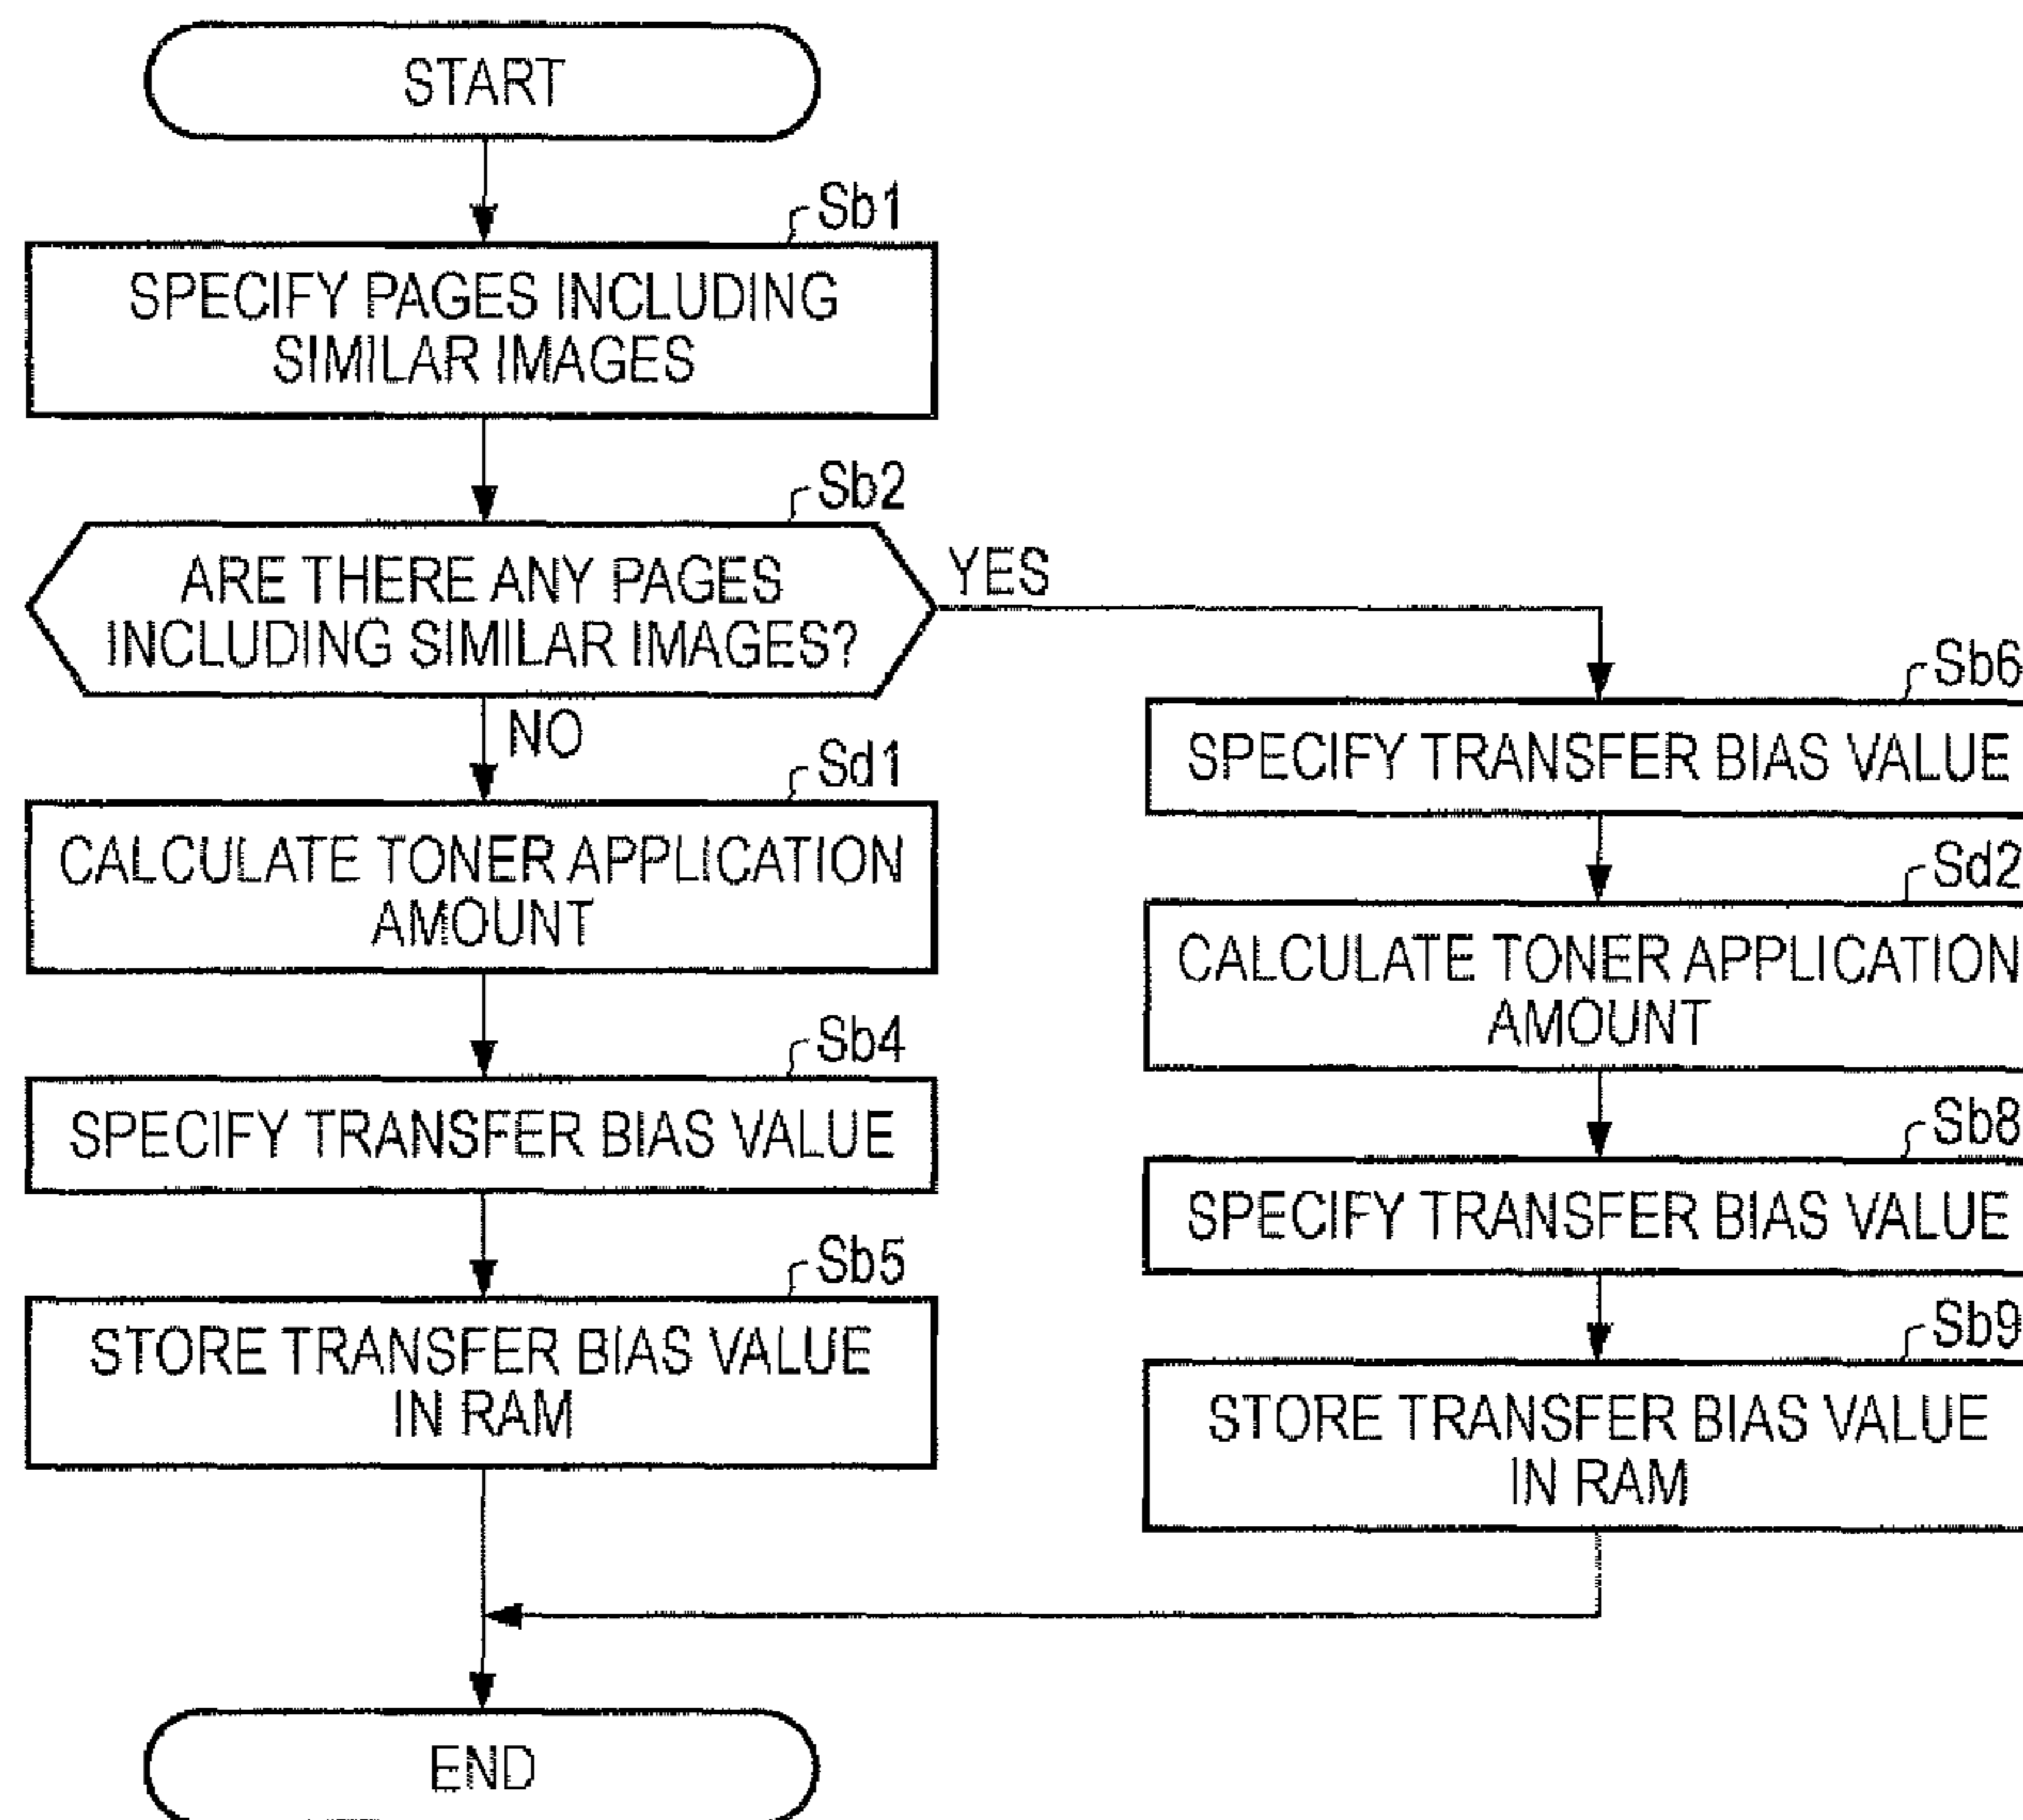 START
Sb1
SPECIFY PAGES INCLUDING
SIMILAR IMAGES
Sb2
ARE THERE ANY PAGES
INCLUDING SIMILAR IMAGES?
YES
NO
Sd1
CALCULATE TONER APPLICATION
AMOUNT
Sb4
SPECIFY TRANSFER BIAS VALUE
Sb5
STORE TRANSFER BIAS VALUE
IN RAM
Sb6
SPECIFY TRANSFER BIAS VALUE
Sd2
CALCULATE TONER APPLICATION
AMOUNT
Sb8
SPECIFY TRANSFER BIAS VALUE
Sb9
STORE TRANSFER BIAS VALUE
IN RAM
END